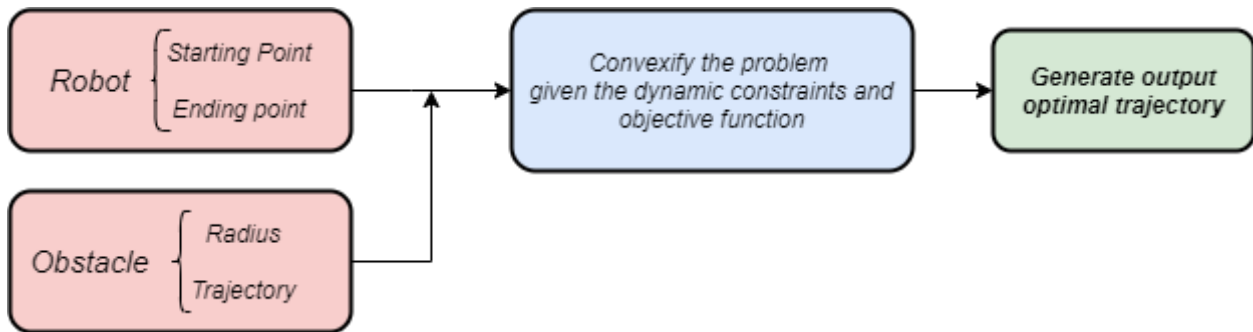 Robot
Starting Point
Ending point
Obstacle
Radius
Trajectory
Convexify the problem
given the dynamic constraints and
objective function
Generate output
optimal trajectory